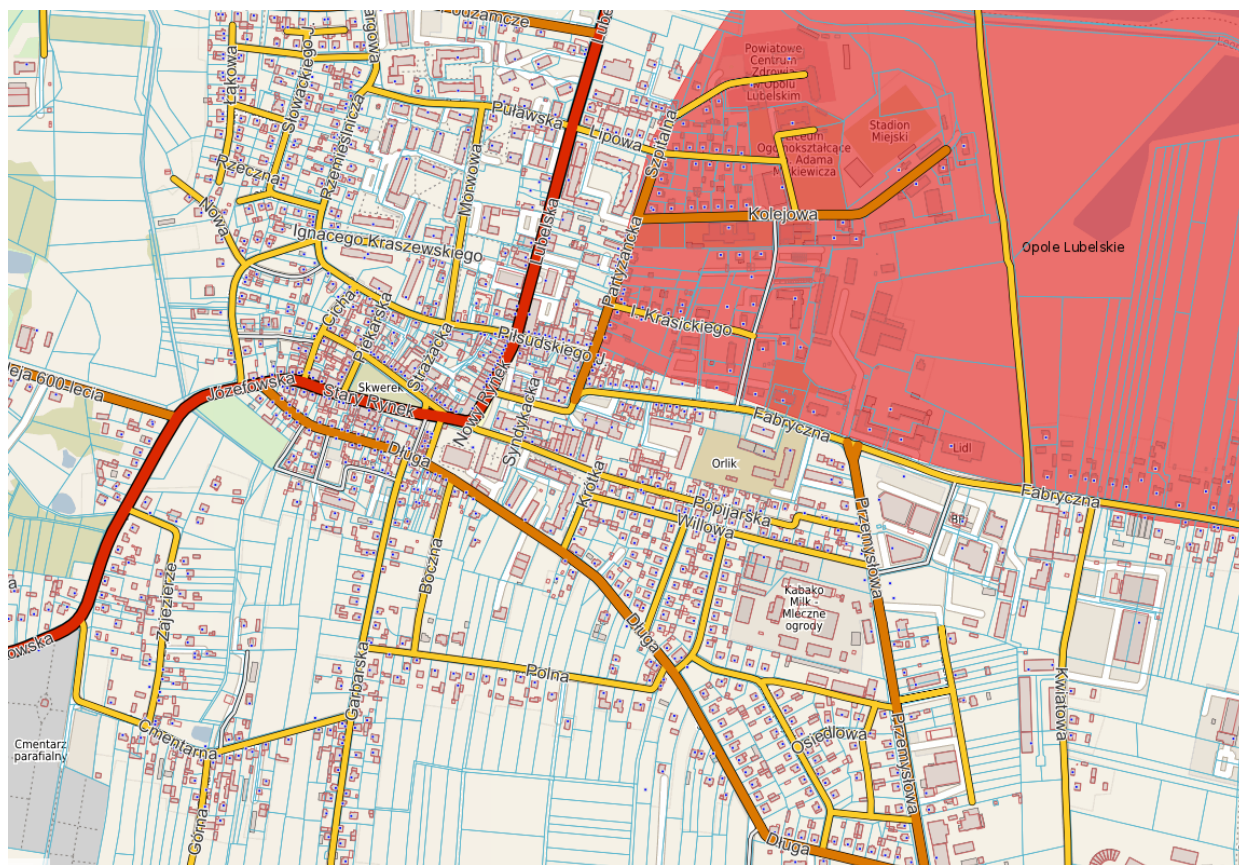 Podzamcze
Łąkowa
Słowackiego
Rzemieślnicza
Puławska
Lipowa
Szpitalna
Powiatowe
Centrum
Zdrowia
w Opolu
Lubelskim
Stadion
Miejski
Liceum
Ogólnokształcące
im. Adama
Mickiewicza
Rzeczna
Nowa
Morwowa
Lubelska
Ignacego Kraszewskiego
Kolejowa
Partyzancka
Opole Lubelskie
I. Krasickiego
Cicha
Piekarska
Strażacka
Piłsudskiego
Józefowska
Skwerek
Stary Rynek
Nowy Rynek
Syndykacka
Aleja 600-lecia
Długa
Fabryczna
Lidl
Orlik
Krótka
Popijarska
Willowa
Przemysłowa
Fabryczna
Boczna
Zajezierze
Kabako
Milk -
Mleczne
ogrody
Długa
Garbarska
Polna
Kwiatowa
Cmentarna
Cmentarz
parafialny
Osiedlowa
Przemysłowa
Górna
Długa